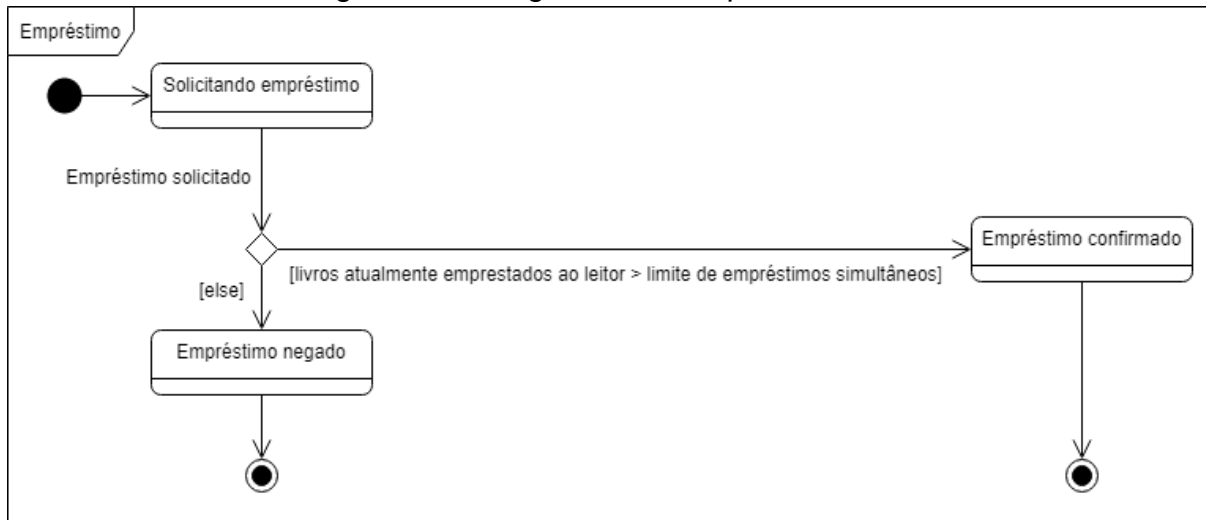 Empréstimo
Solicitando empréstimo
Empréstimo solicitado
Empréstimo confirmado
[livros atualmente emprestados ao leitor > limite de empréstimos simultâneos]
[else]
Empréstimo negado